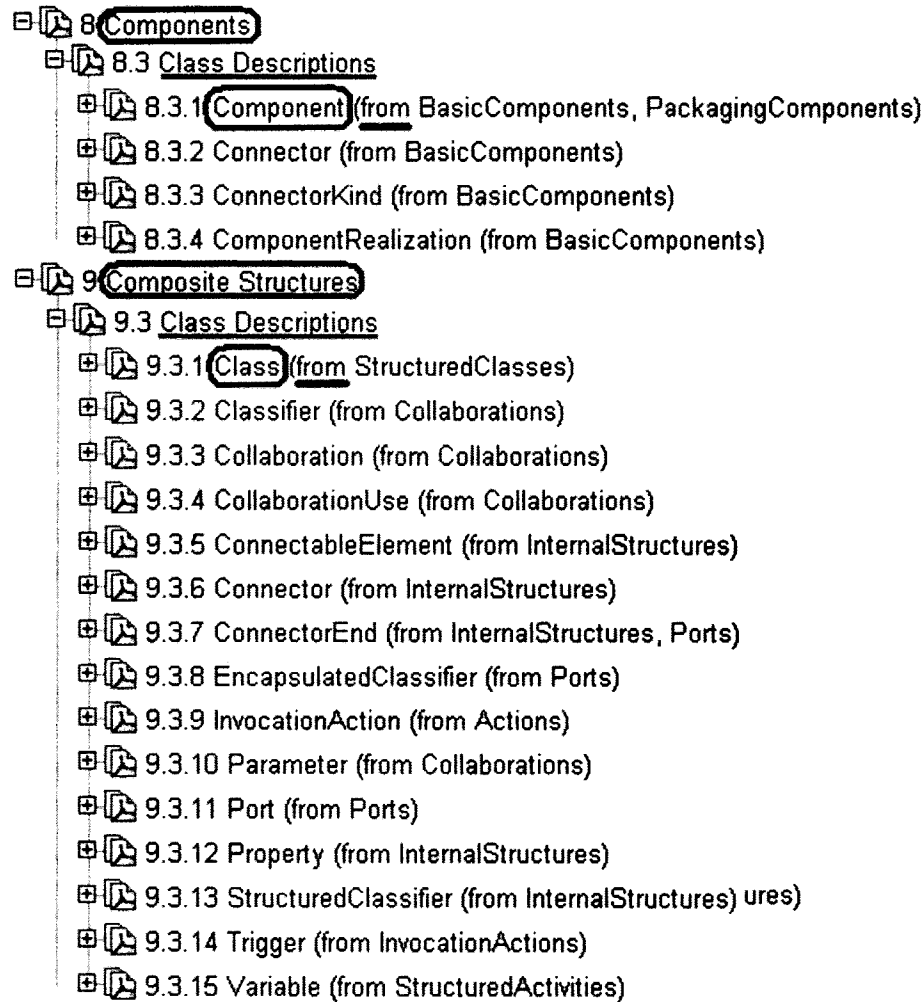 8 Components
8.3 Class Descriptions
8.3.1 Component (from BasicComponents, PackagingComponents)
8.3.2 Connector (from BasicComponents)
8.3.3 ConnectorKind (from BasicComponents)
8.3.4 ComponentRealization (from BasicComponents)
9 Composite Structures
9.3 Class Descriptions
9.3.1 Class (from StructuredClasses)
9.3.2 Classifier (from Collaborations)
9.3.3 Collaboration (from Collaborations)
9.3.4 CollaborationUse (from Collaborations)
9.3.5 ConnectableElement (from InternalStructures)
9.3.6 Connector (from InternalStructures)
9.3.7 ConnectorEnd (from InternalStructures, Ports)
9.3.8 EncapsulatedClassifier (from Ports)
9.3.9 InvocationAction (from Actions)
9.3.10 Parameter (from Collaborations)
9.3.11 Port (from Ports)
9.3.12 Property (from InternalStructures)
9.3.13 StructuredClassifier (from InternalStructures) ures)
9.3.14 Trigger (from InvocationActions)
9.3.15 Variable (from StructuredActivities)